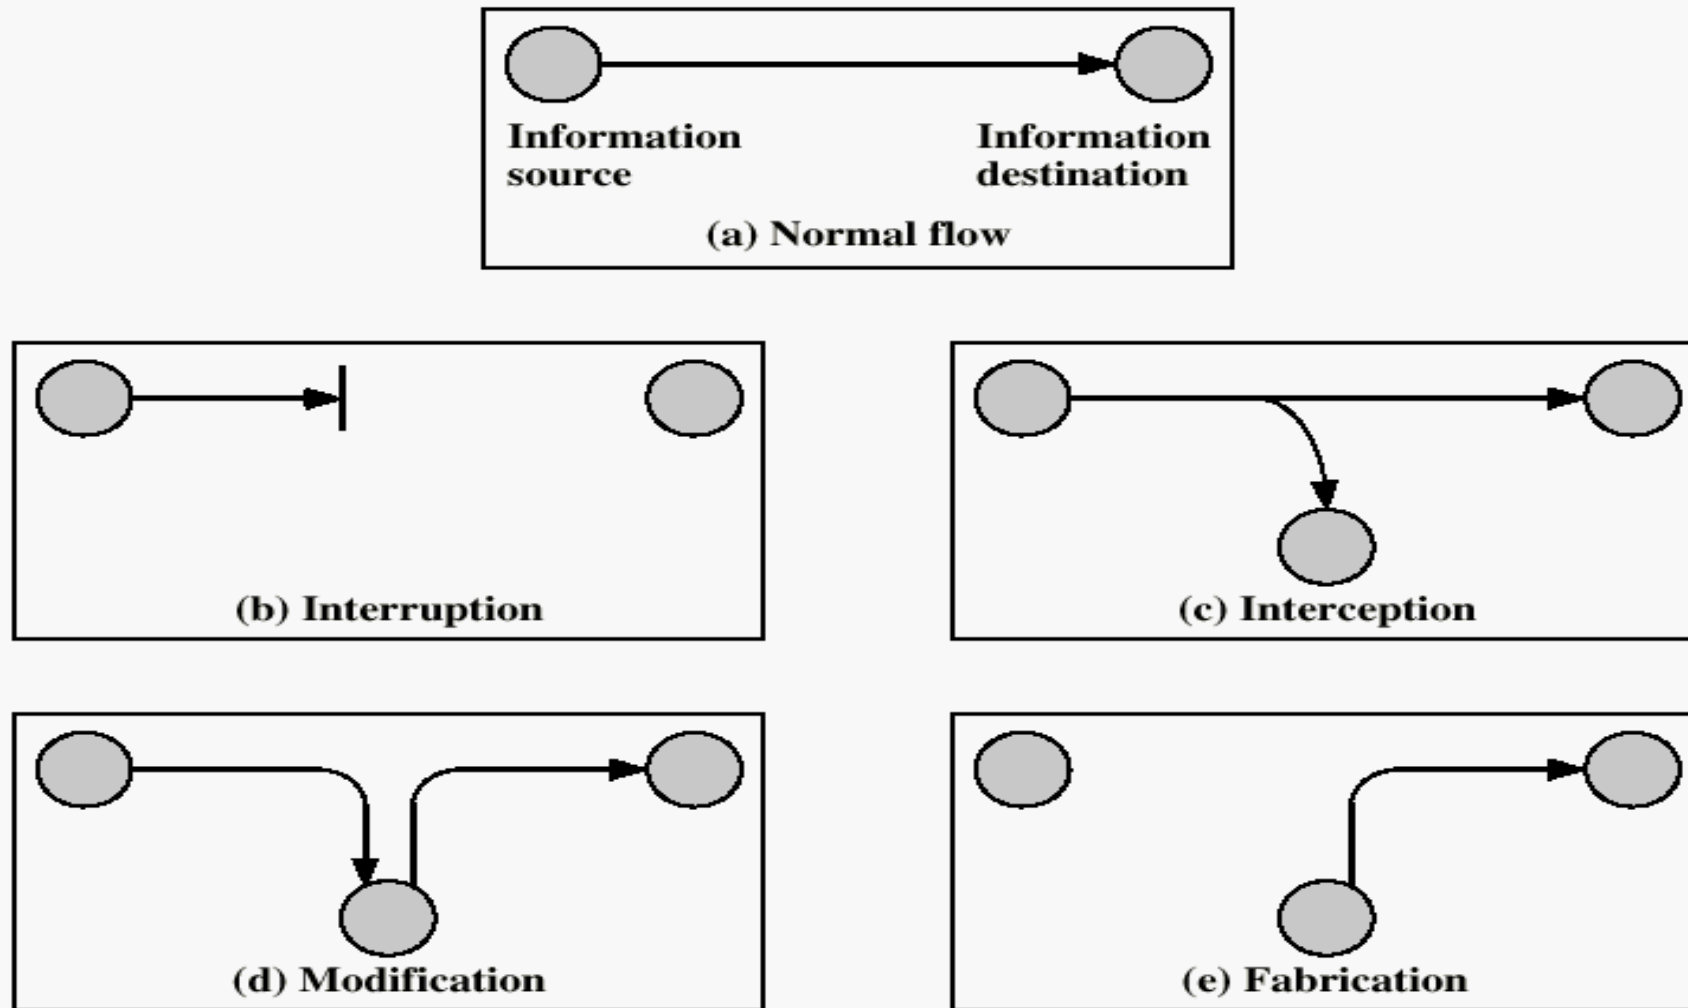 Information
source
Information
destination
(a) Normal flow
(b) Interruption
(c) Interception
(d) Modification
(e) Fabrication